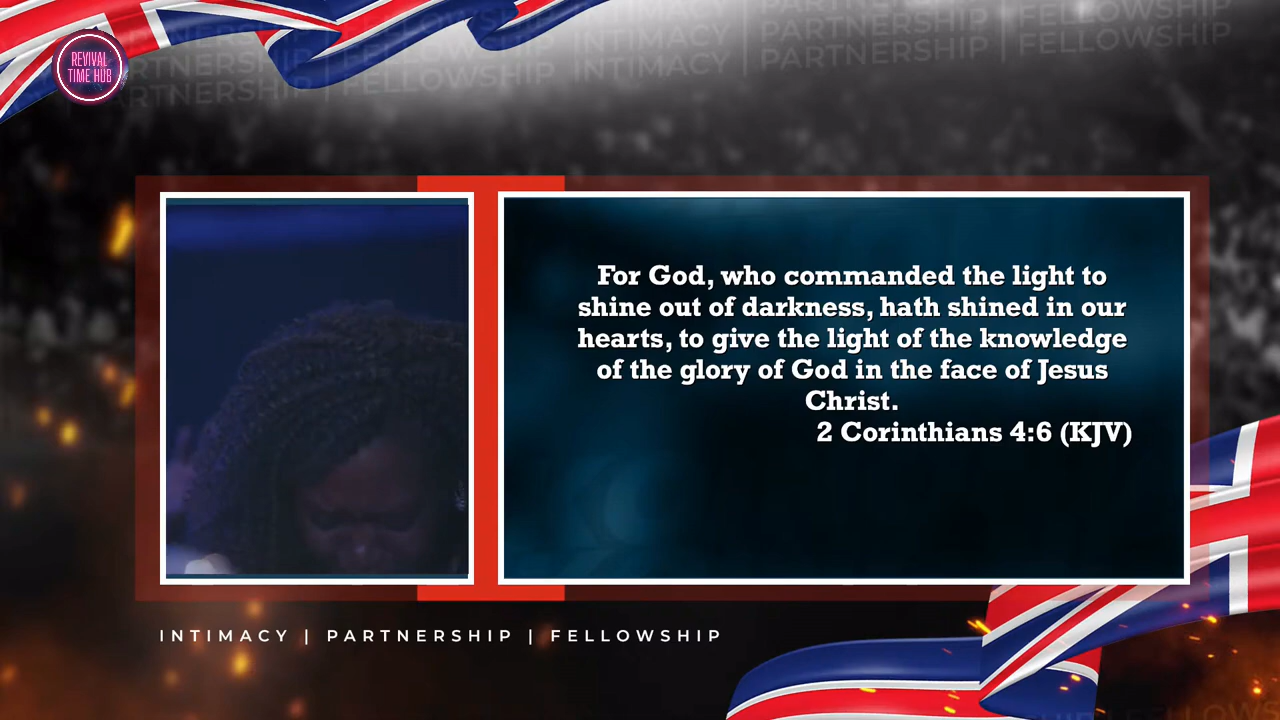 PARTNERSHIP | FELLOWSHIP INTIMACY PARTNERSHIP | FELLOWSHIP
REVIVAL
TIME HUB
For God, who commanded the light to
shine out of darkness, hath shined in our
hearts, to give the light of the knowledge
of the glory of God in the face of Jesus
Christ.
2 Corinthians 4:6 (KJV)
INTIMACY | PARTNERSHIP | FELLOWSHIP